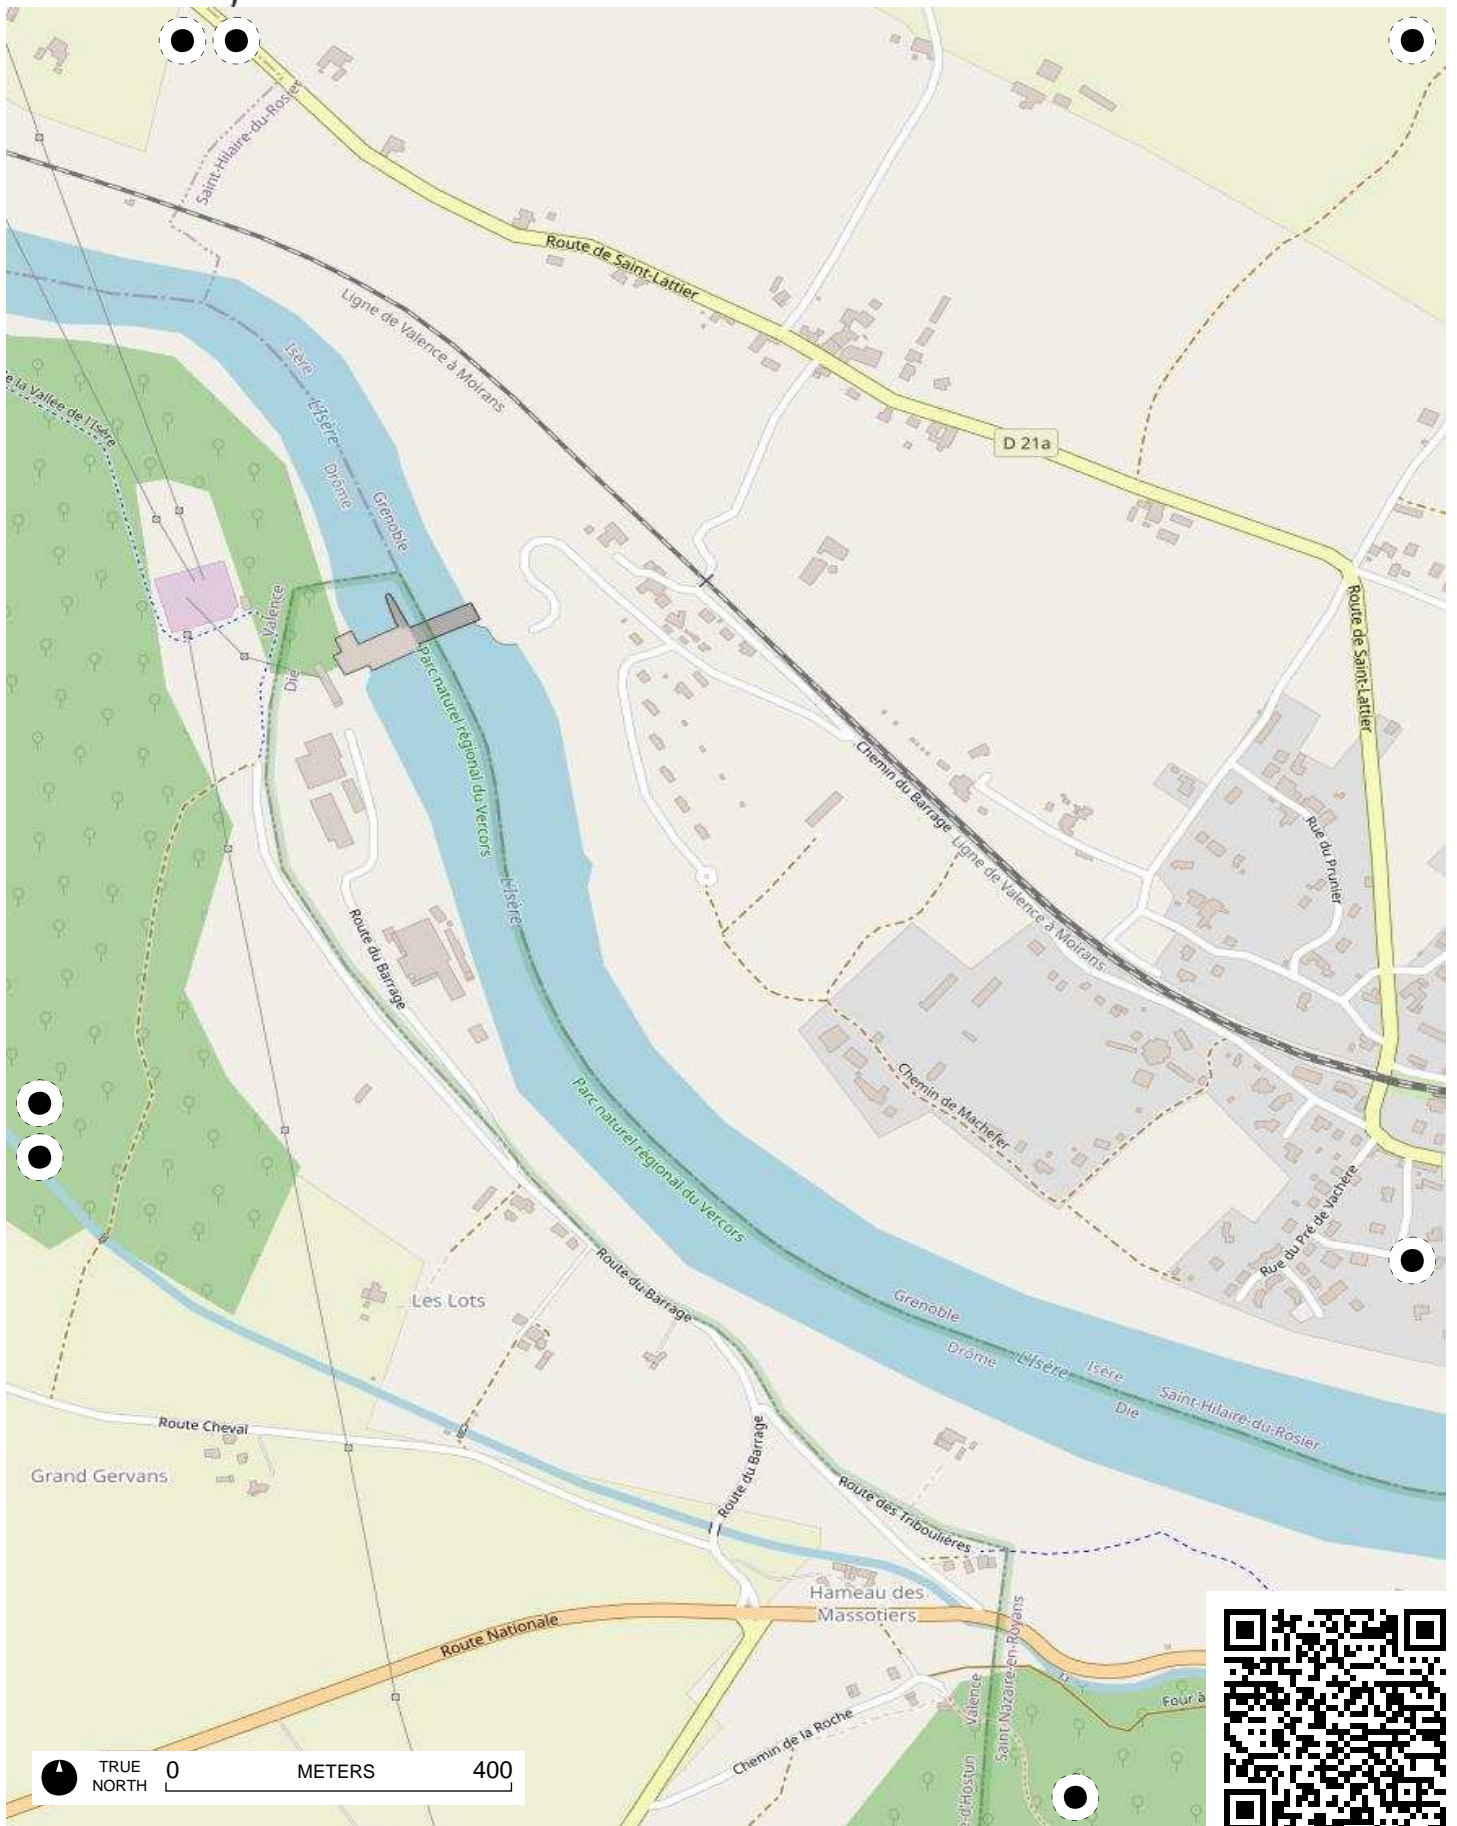 Saint-Hilaire-du-Rosier
Route de Saint-Lattier
Ligne de Valence à Moirans
Isère
L'Isère
Drôme
Grenoble
e la Vallée de l'Isère
D 21a
Valence
Die
Parc naturel régional du Vercors
Route de Saint-Lattier
Chemin du Barrage
Ligne de Valence à Moirans
Rue du Prunier
L'Isère
Route du Barrage
Chemin de Machefer
Parc naturel régional du Vercors
Rue du Pré de Vachère
Route du Barrage
Les Lots
Grenoble
Drôme
L'Isère
Isère
Die
Saint-Hilaire-du-Rosier
Route Cheval
Grand Gervans
Route du Barrage
Route des Triboulières
Hameau des
Massotiers
Route Nationale
Valence
Saint-Nazaire-en-Royans
Four à
Chemin de la Roche
e-d'Hostun
TRUE
NORTH
0 METERS 400